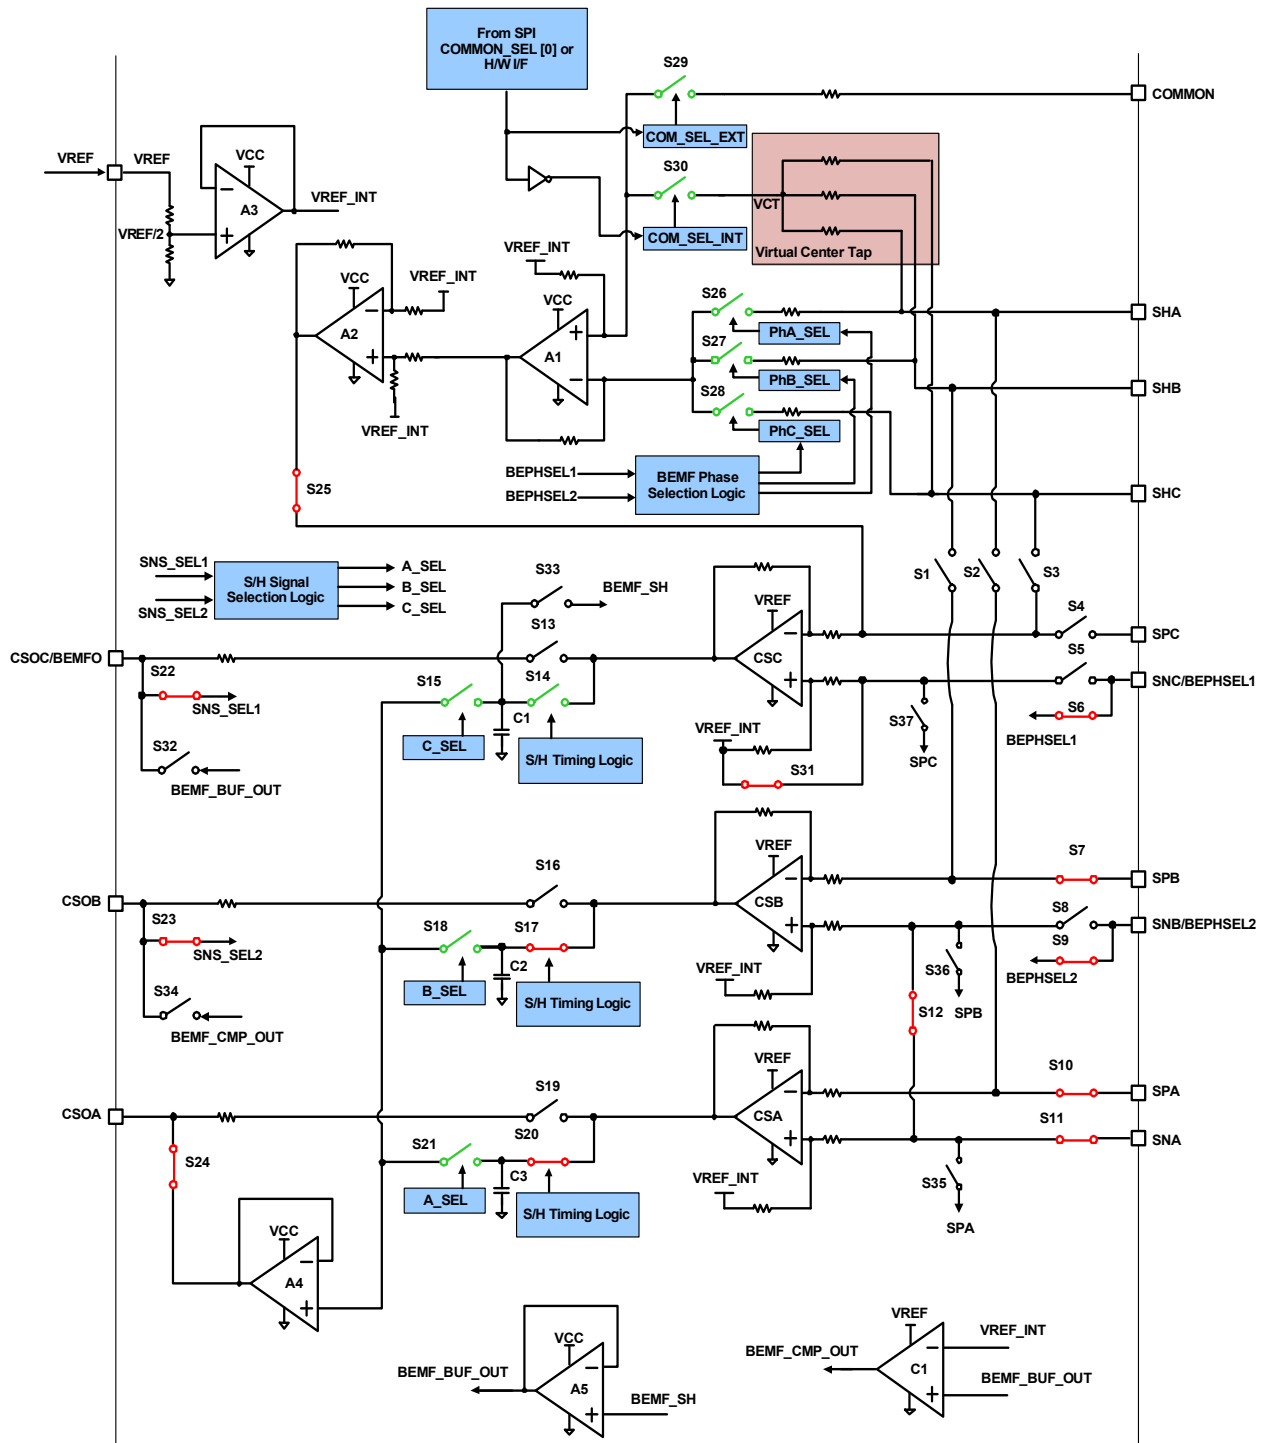 From SPI
COMMON_SEL [0] or
H/W I/F
S29
COMMON
COM_SEL_EXT
VREF
VREF
VCC
A3
VREF_INT
VREF/2
S30
VCT
COM_SEL_INT
Virtual Center Tap
VREF_INT
VCC
VREF_INT
A2
VREF_INT
VCC
A1
S26
PhA_SEL
SHA
S27
PhB_SEL
SHB
S28
PhC_SEL
BEPHSEL1
BEPHSEL2
BEMF Phase
Selection Logic
SHC
S25
SNS_SEL1
SNS_SEL2
S/H Signal
Selection Logic
A_SEL
B_SEL
C_SEL
S33
BEMF_SH
S13
S1
S2
S3
S4
SPC
CSOC/BEMFO
S22
SNS_SEL1
S32
BEMF_BUF_OUT
S15
S14
C1
C_SEL
S/H Timing Logic
VREF
CSC
VREF_INT
S31
S37
SPC
S5
SNC/BEPHSEL1
S6
BEPHSEL1
CSOB
S23
SNS_SEL2
S34
BEMF_CMP_OUT
S16
S18
S17
C2
B_SEL
S/H Timing Logic
VREF
CSB
VREF_INT
S7
SPB
S8
SNB/BEPHSEL2
S9
BEPHSEL2
S36
SPB
S12
CSOA
S24
S19
S20
S21
C3
A_SEL
S/H Timing Logic
VREF
CSA
VREF_INT
S10
SPA
S11
SNA
S35
SPA
VCC
A4
BEMF_BUF_OUT
VCC
A5
BEMF_SH
BEMF_CMP_OUT
VREF
C1
VREF_INT
BEMF_BUF_OUT